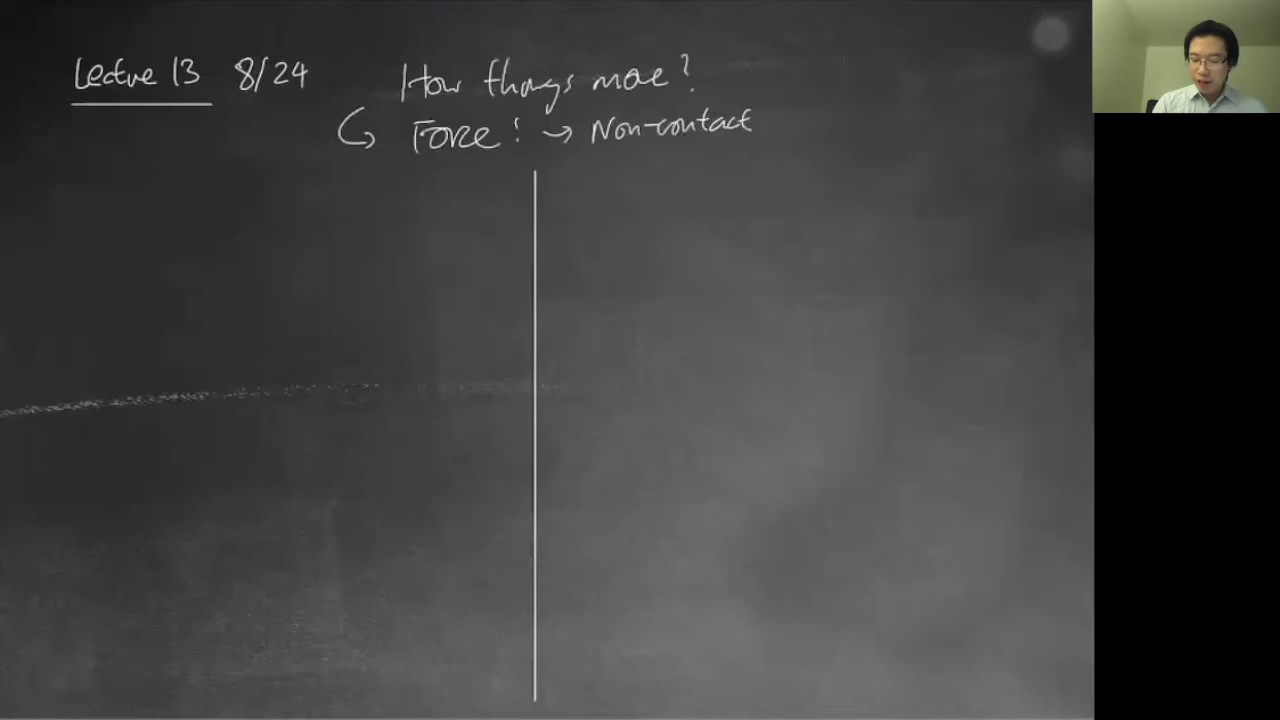 Lecture 13 8/24 How things move?
↳ Force! → Non-contact